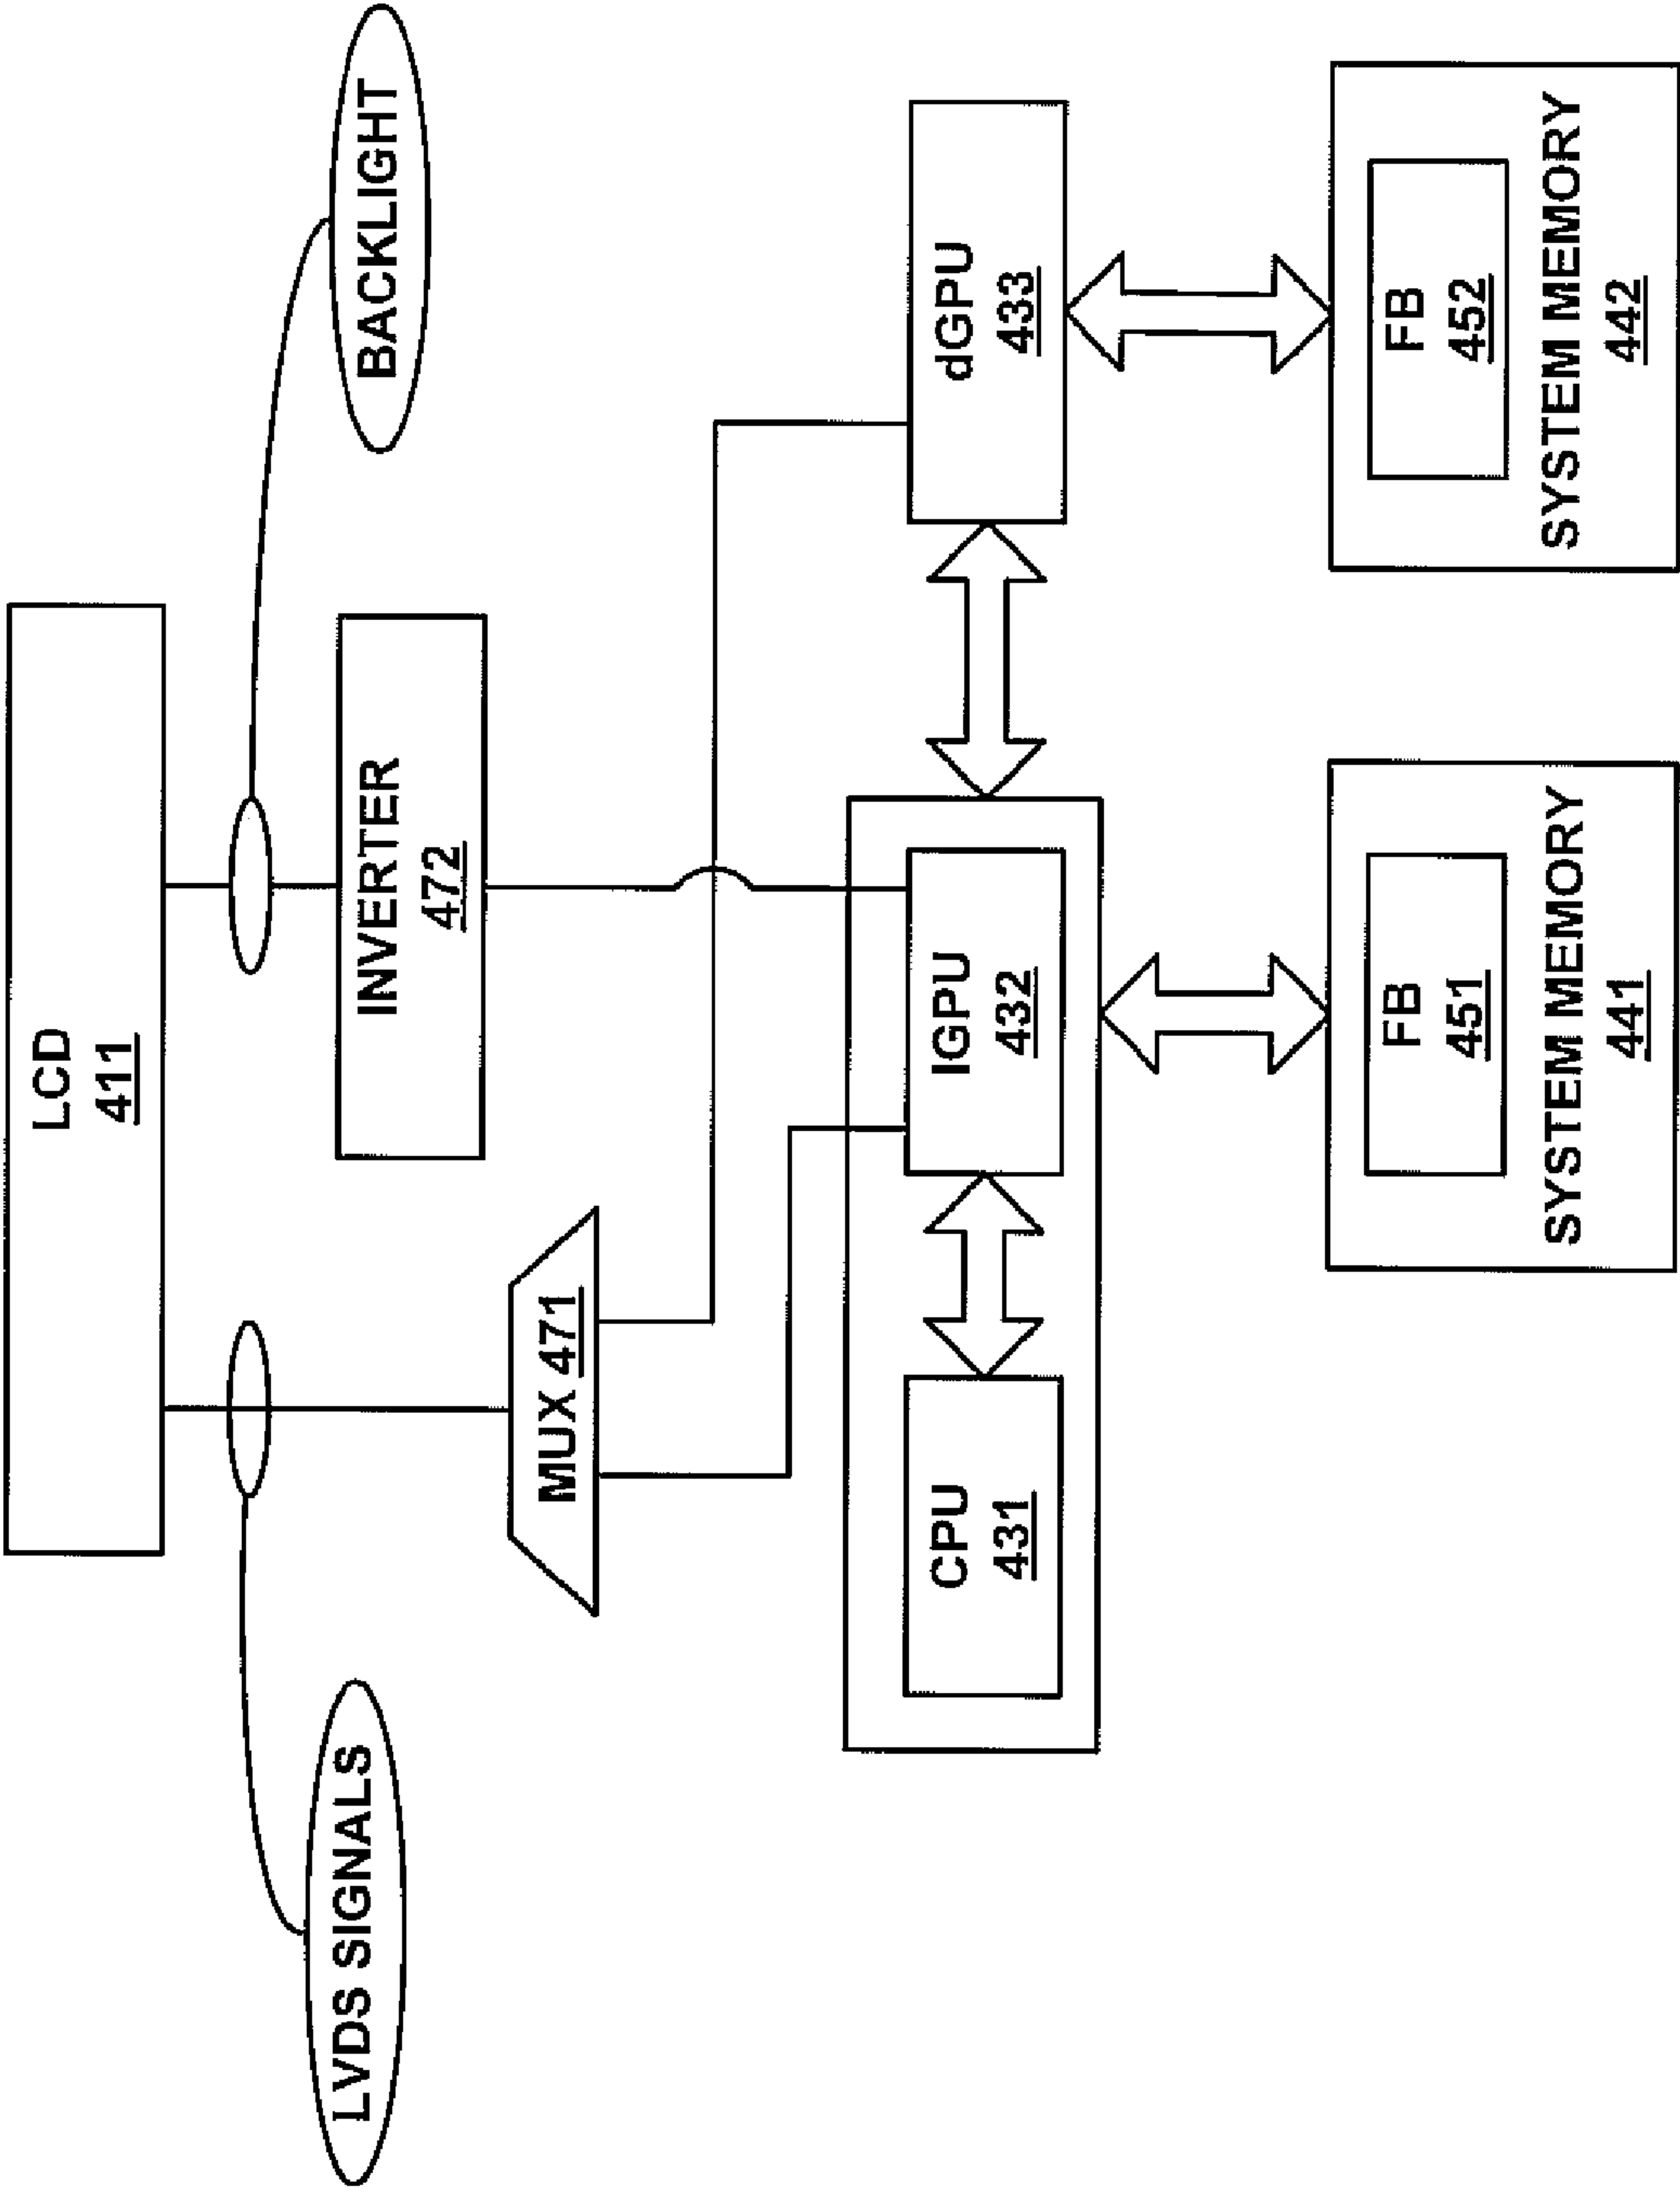 LCD
411
LVDS SIGNALS
BACKLIGHT
INVERTER
472
MUX 471
CPU
431
IGPU
432
dGPU
433
FB
451
SYSTEM MEMORY
441
FB
452
SYSTEM MEMORY
442